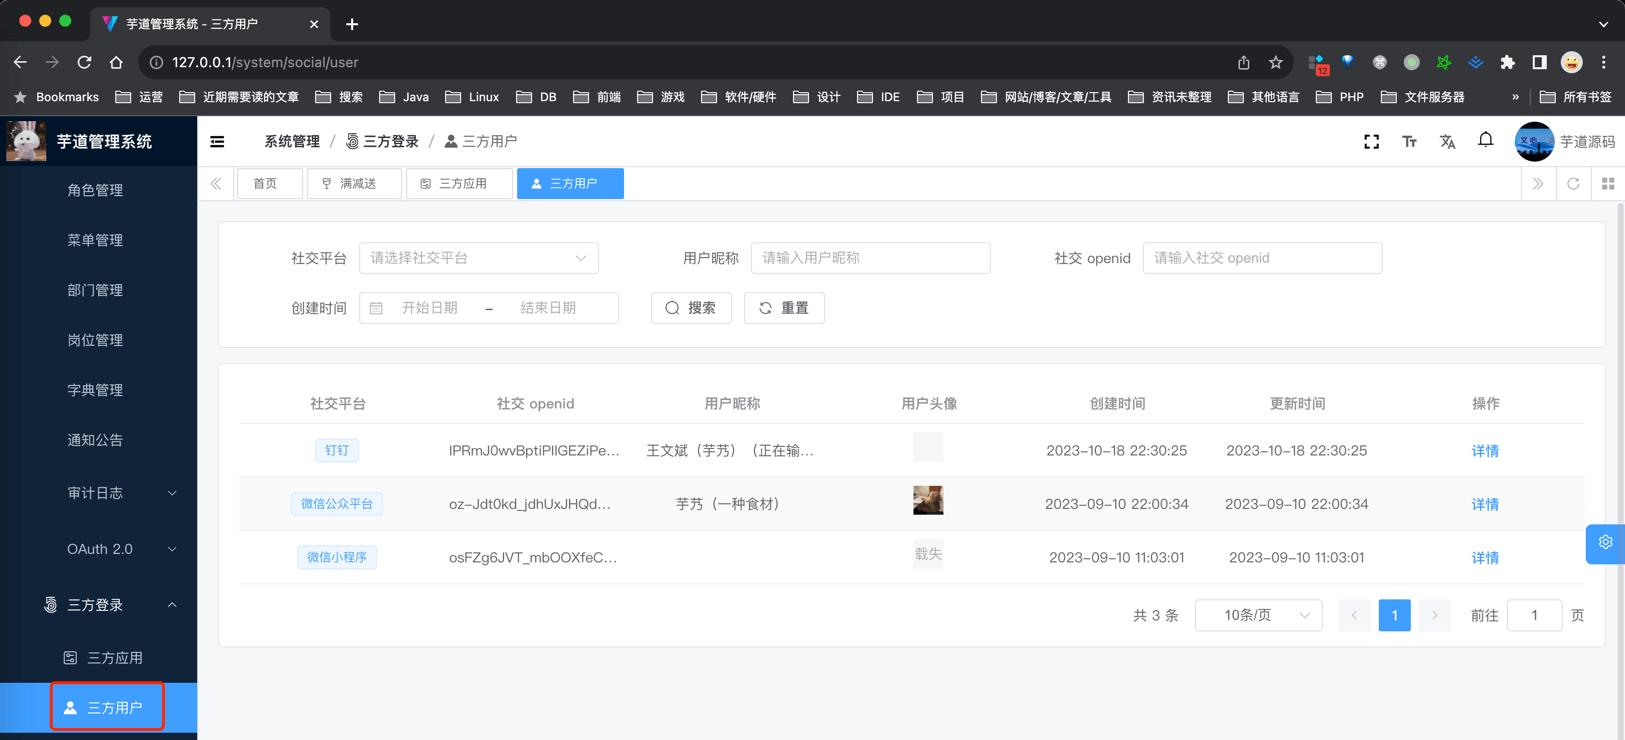 芋道管理系统 - 三方用户
127.0.0.1/system/social/user
12
Bookmarks 运营 近期需要读的文章 搜索 Java Linux DB 前端 游戏 软件/硬件 设计 IDE 项目 网站/博客/文章/工具 资讯未整理 其他语言 PHP 文件服务器 » 所有书签
芋道管理系统
系统管理 / 三方登录 / 三方用户
芋道源码
首页 满减送 三方应用 三方用户
角色管理
菜单管理
部门管理
岗位管理
字典管理
通知公告
审计日志
OAuth 2.0
三方登录
三方应用
三方用户
社交平台 请选择社交平台 用户昵称 请输入用户昵称 社交 openid 请输入社交 openid
创建时间 开始日期 - 结束日期 搜索 重置
社交平台 社交 openid 用户昵称 用户头像 创建时间 更新时间 操作
钉钉 IPRmJ0wvBptiPIlGEZiPe... 王文斌（芋艿）（正在输... 2023-10-18 22:30:25 2023-10-18 22:30:25 详情
微信公众平台 oz-Jdt0kd_jdhUxJHQd... 芋艿（一种食材） 2023-09-10 22:00:34 2023-09-10 22:00:34 详情
微信小程序 osFZg6JVT_mbOOXfeC... 载失 2023-09-10 11:03:01 2023-09-10 11:03:01 详情
共 3 条 10条/页 1 前往 1 页